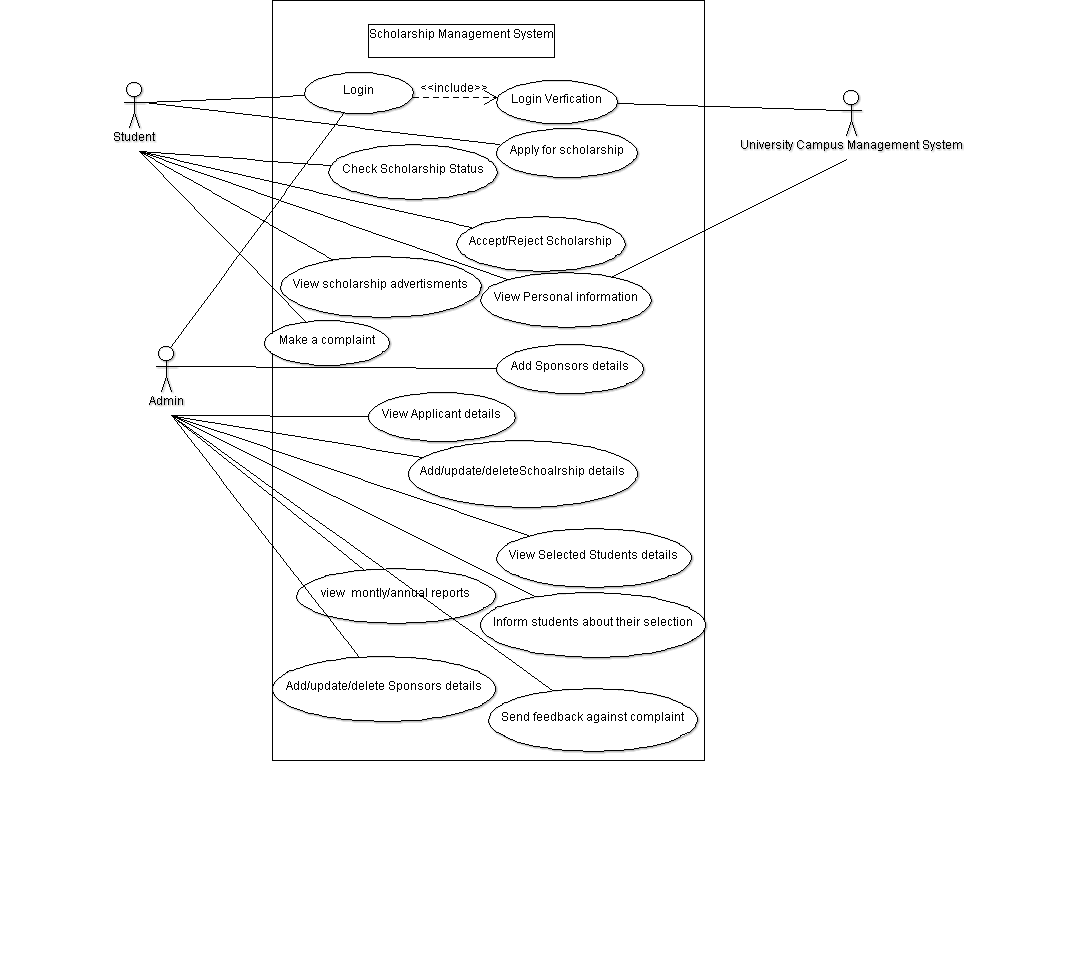 Scholarship Management System
Login
<<include>>
Login Verfication
Student
University Campus Management System
Apply for scholarship
Check Scholarship Status
Accept/Reject Scholarship
View scholarship advertisments
View Personal information
Make a complaint
Admin
Add Sponsors details
View Applicant details
Add/update/deleteSchoalrship details
View Selected Students details
view montly/annual reports
Inform students about their selection
Add/update/delete Sponsors details
Send feedback against complaint